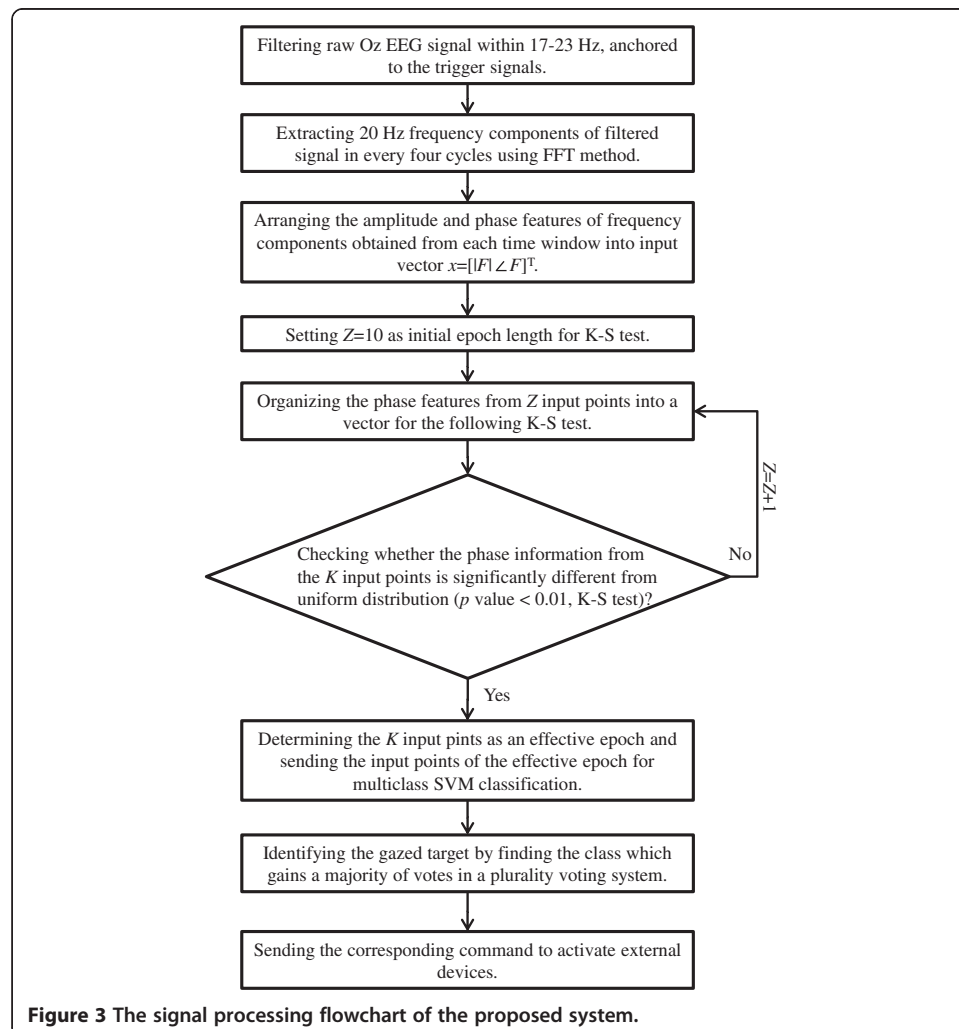 Filtering raw Oz EEG signal within 17-23 Hz, anchored
to the trigger signals.
Extracting 20 Hz frequency components of filtered
signal in every four cycles using FFT method.
Arranging the amplitude and phase features of frequency
components obtained from each time window into input
vector x=[|F| ∠F]ᵀ.
Setting Z=10 as initial epoch length for K-S test.
Organizing the phase features from Z input points into a
vector for the following K-S test.
Z=Z+1
Checking whether the phase information from
the K input points is significantly different from
uniform distribution (p value < 0.01, K-S test)?
No
Yes
Determining the K input pints as an effective epoch and
sending the input points of the effective epoch for
multiclass SVM classification.
Identifying the gazed target by finding the class which
gains a majority of votes in a plurality voting system.
Sending the corresponding command to activate external
devices.
Figure 3 The signal processing flowchart of the proposed system.